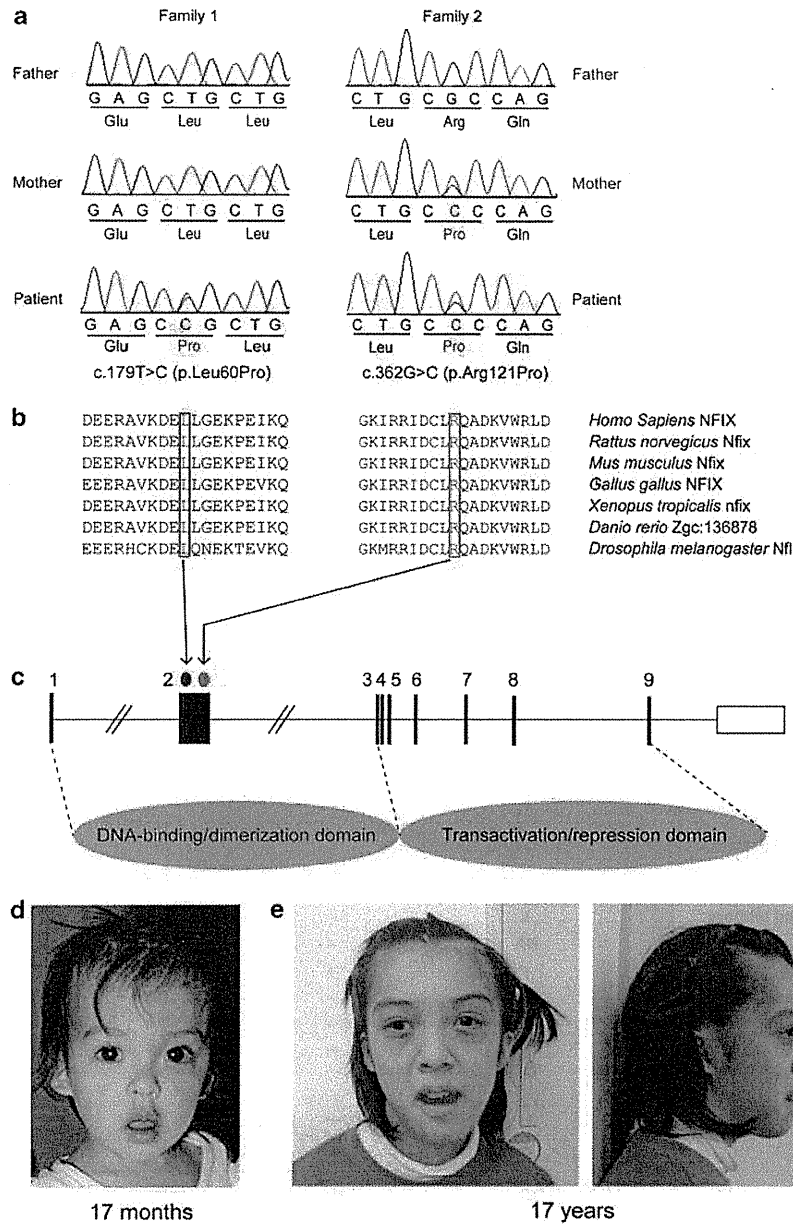 a
Family 1
Family 2
Father
G A G C T G C T G
Glu Leu Leu
C T G C G C C A G
Leu Arg Gln
Father
Mother
G A G C T G C T G
Glu Leu Leu
C T G C C C C A G
Leu Pro Gln
Mother
Patient
G A G C C G C T G
Glu Pro Leu
c.179T>C (p.Leu60Pro)
C T G C C C C A G
Leu Pro Gln
c.362G>C (p.Arg121Pro)
Patient
b
DEERAVKDELLGEKPEIKQ GKIRRIDCLRQADKVWRLD Homo Sapiens NFIX
DEERAVKDELLGEKPEIKQ GKIRRIDCLRQADKVWRLD Rattus norvegicus Nfix
DEERAVKDELLGEKPEIKQ GKIRRIDCLRQADKVWRLD Mus musculus Nfix
EEERAVKDELLGEKPEVKQ GKIRRIDCLRQADKVWRLD Gallus gallus NFIX
DEERAVKDELLGEKPEIKQ GKIRRIDCLRQADKVWRLD Xenopus tropicalis nfix
DEERAVKDELLGEKPEIKQ GKIRRIDCLRQADKVWRLD Danio rerio Zgc:136878
EEERHCKDELQNEKTEVKQ GKMRRIDCLRQADKVWRLD Drosophila melanogaster NfI
c
1 2 3 4 5 6 7 8 9
DNA-binding/dimerization domain
Transactivation/repression domain
d
e
17 months
17 years